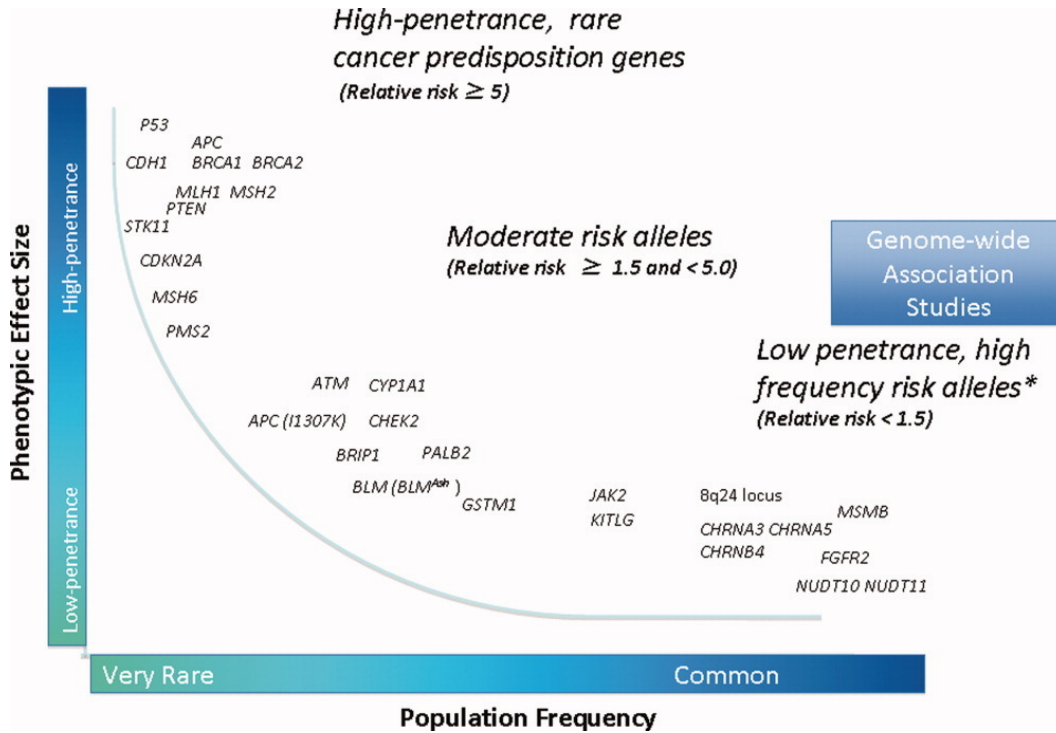 High-penetrance, rare
cancer predisposition genes
(Relative risk ≥ 5)
Phenotypic Effect Size
High-penetrance
Low-penetrance
P53
APC
CDH1 BRCA1 BRCA2
MLH1 MSH2
PTEN
STK11
CDKN2A
MSH6
PMS2
Moderate risk alleles
(Relative risk ≥ 1.5 and < 5.0)
Genome-wide
Association
Studies
Low penetrance, high
frequency risk alleles*
(Relative risk < 1.5)
ATM CYP1A1
APC (I1307K) CHEK2
BRIP1 PALB2
BLM (BLMAsh )
GSTM1
JAK2
KITLG
8q24 locus
MSMB
CHRNA3 CHRNA5
CHRNB4
FGFR2
NUDT10 NUDT11
Very Rare
Common
Population Frequency